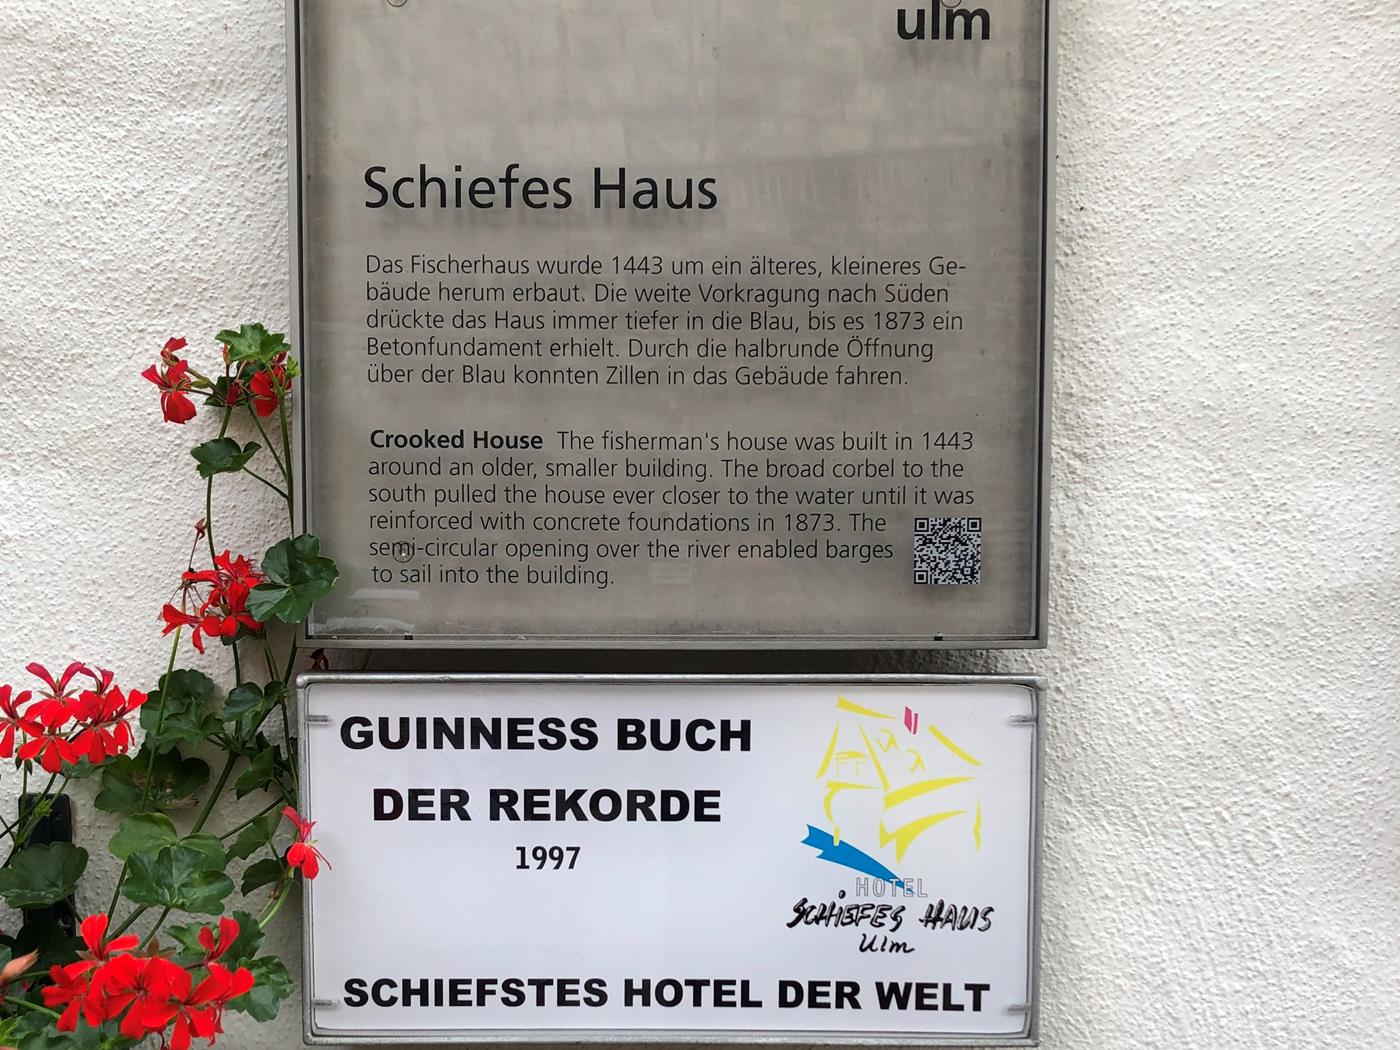 ulm
Schiefes Haus
Das Fischerhaus wurde 1443 um ein älteres, kleineres Ge-
bäude herum erbaut. Die weite Vorkragung nach Süden
drückte das Haus immer tiefer in die Blau, bis es 1873 ein
Betonfundament erhielt. Durch die halbrunde Öffnung
über der Blau konnten Zillen in das Gebäude fahren.
Crooked House The fisherman's house was built in 1443
around an older, smaller building. The broad corbel to the
south pulled the house ever closer to the water until it was
reinforced with concrete foundations in 1873. The
semi-circular opening over the river enabled barges
to sail into the building.
GUINNESS BUCH
DER REKORDE
1997
HOTEL
SCHIEFES HAUS
Ulm
SCHIEFSTES HOTEL DER WELT